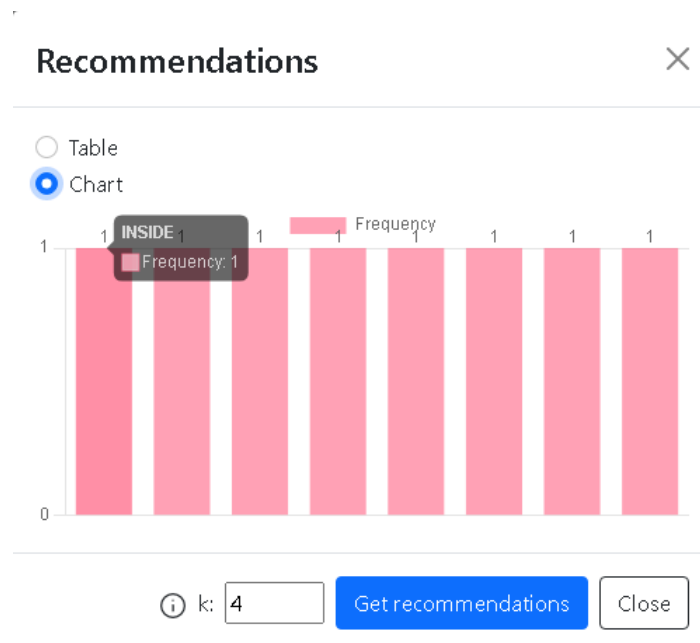 Recommendations
Table
Chart
Frequency
1 1 1 1 1 1 1 1
INSIDE
Frequency: 1
1
0
k: 4
Get recommendations
Close